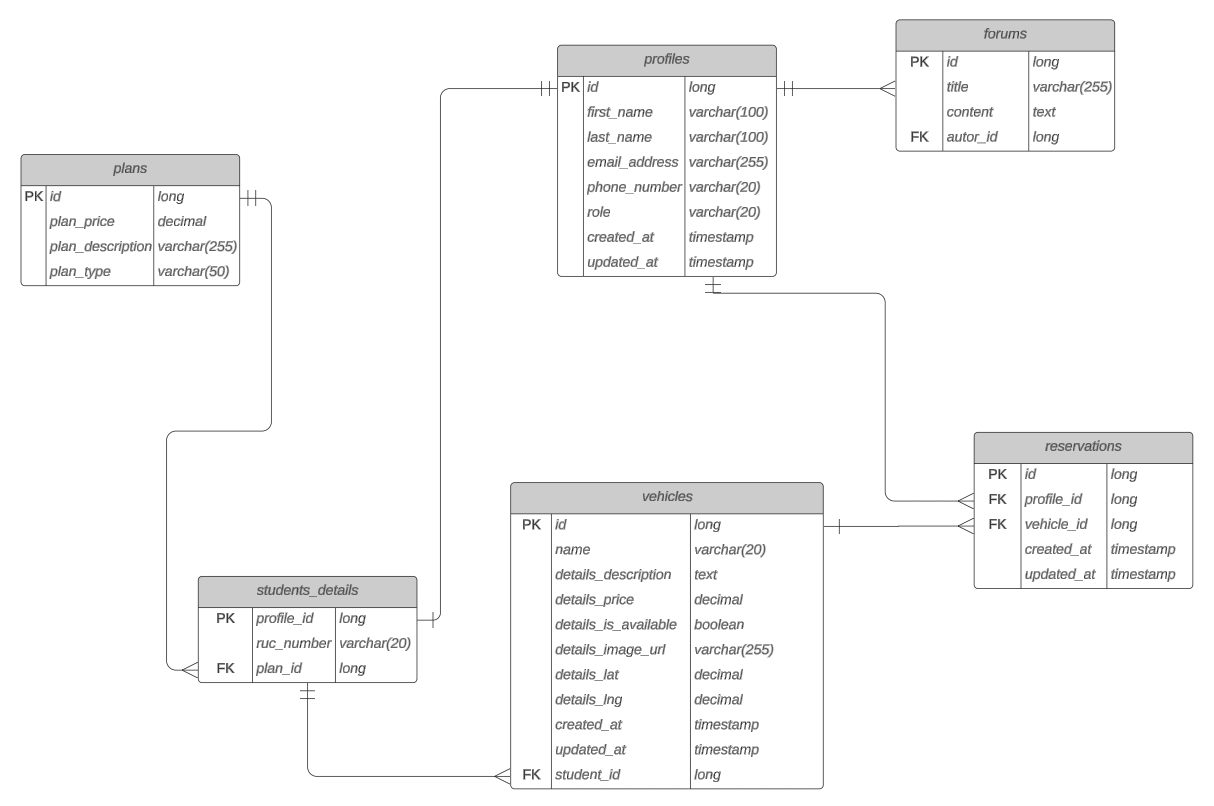 forums
PK id long
title varchar(255)
content text
FK autor_id long
profiles
PK id long
first_name varchar(100)
last_name varchar(100)
email_address varchar(255)
phone_number varchar(20)
role varchar(20)
created_at timestamp
updated_at timestamp
plans
PK id long
plan_price decimal
plan_description varchar(255)
plan_type varchar(50)
reservations
PK id long
FK profile_id long
FK vehicle_id long
created_at timestamp
updated_at timestamp
vehicles
PK id long
name varchar(20)
details_description text
details_price decimal
details_is_available boolean
details_image_url varchar(255)
details_lat decimal
details_lng decimal
created_at timestamp
updated_at timestamp
FK student_id long
students_details
PK profile_id long
ruc_number varchar(20)
FK plan_id long